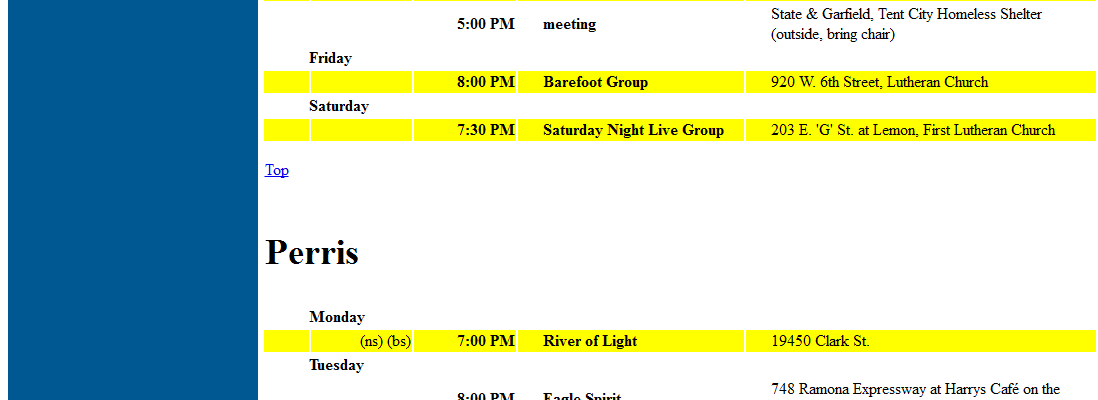 5:00 PM meeting State & Garfield, Tent City Homeless Shelter
(outside, bring chair)
Friday
8:00 PM Barefoot Group 920 W. 6th Street, Lutheran Church
Saturday
7:30 PM Saturday Night Live Group 203 E. 'G' St. at Lemon, First Lutheran Church
Top
Perris
Monday
(ns) (bs) 7:00 PM River of Light 19450 Clark St.
Tuesday
8:00 PM Eagle Spirit 748 Ramona Expressway at Harrys Café on the